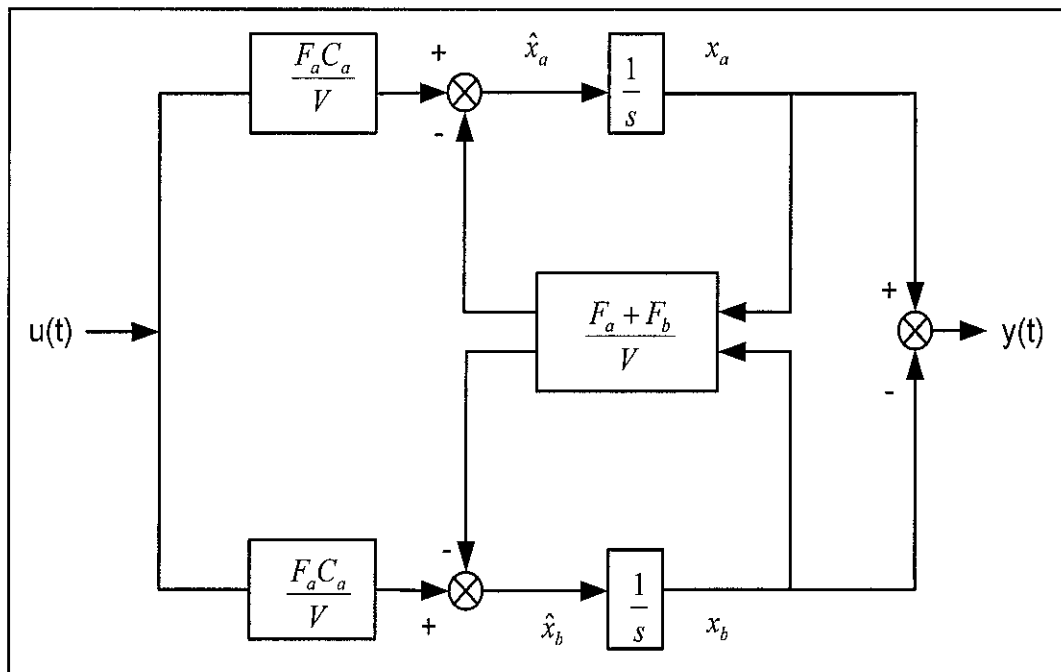 F_a C_a / V
+
x̂_a
1/s
x_a
-
u(t)
F_a + F_b / V
+
y(t)
-
-
F_a C_a / V
+
x̂_b
1/s
x_b